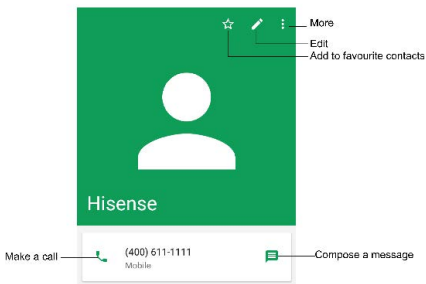 More
Edit
Add to favourite contacts
Hisense
Make a call
(400) 611-1111
Mobile
Compose a message